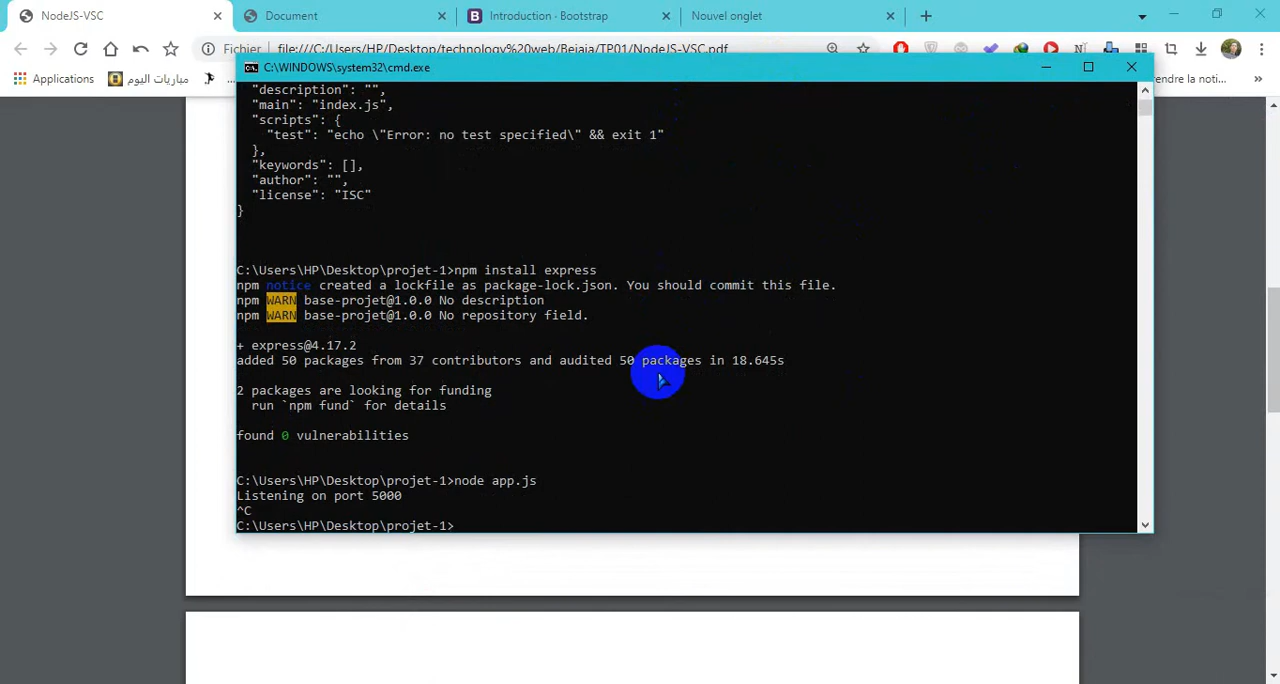 NodeJS-VSC
Document
Introduction · Bootstrap
Nouvel onglet
Fichier
file:///C:/Users/HP/Desktop/technology%20web/Bejaia/TP01/NodeJS-VSC.pdf
Applications
مباريات اليوم
...
endre la noti...
C:\WINDOWS\system32\cmd.exe
"description": "",
"main": "index.js",
"scripts": {
"test": "echo \"Error: no test specified\" && exit 1"
},
"keywords": [],
"author": "",
"license": "ISC"
}
C:\Users\HP\Desktop\projet-1>npm install express
npm notice created a lockfile as package-lock.json. You should commit this file.
npm WARN base-projet@1.0.0 No description
npm WARN base-projet@1.0.0 No repository field.
+ express@4.17.2
added 50 packages from 37 contributors and audited 50 packages in 18.645s
2 packages are looking for funding
run `npm fund` for details
found 0 vulnerabilities
C:\Users\HP\Desktop\projet-1>node app.js
Listening on port 5000
^C
C:\Users\HP\Desktop\projet-1>